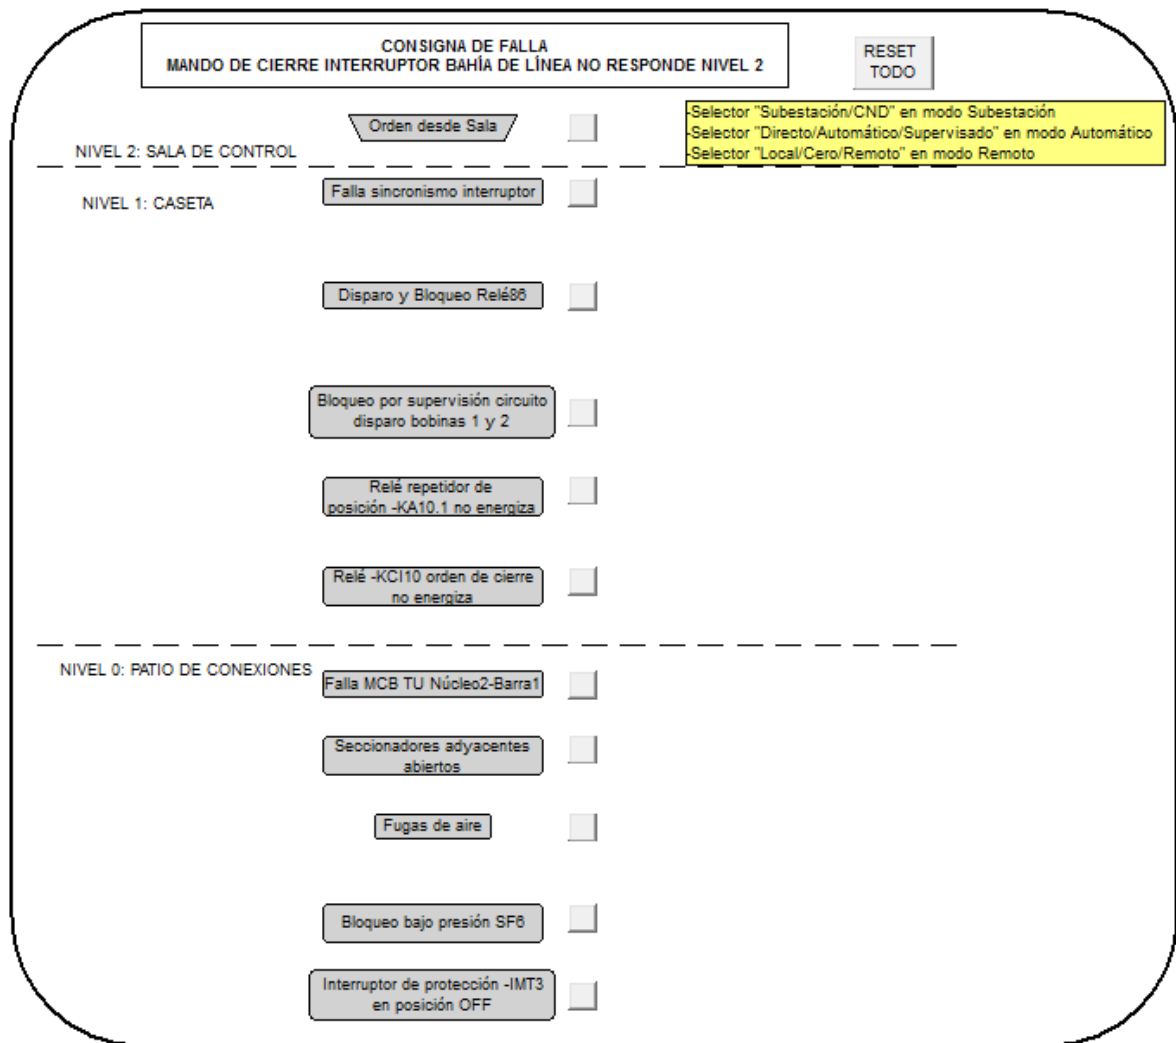 CONSIGNA DE FALLA
MANDO DE CIERRE INTERRUPTOR BAHÍA DE LÍNEA NO RESPONDE NIVEL 2
RESET
TODO
Orden desde Sala
-Selector "Subestación/CND" en modo Subestación
-Selector "Directo/Automático/Supervisado" en modo Automático
-Selector "Local/Cero/Remoto" en modo Remoto
NIVEL 2: SALA DE CONTROL
Falla sincronismo interruptor
NIVEL 1: CASETA
Disparo y Bloqueo Relé86
Bloqueo por supervisión circuito
disparo bobinas 1 y 2
Relé repetidor de
posición -KA10.1 no energiza
Relé -KCI10 orden de cierre
no energiza
NIVEL 0: PATIO DE CONEXIONES
Falla MCB TU Núcleo2-Barra1
Seccionadores adyacentes
abiertos
Fugas de aire
Bloqueo bajo presión SF6
Interruptor de protección -IMT3
en posición OFF